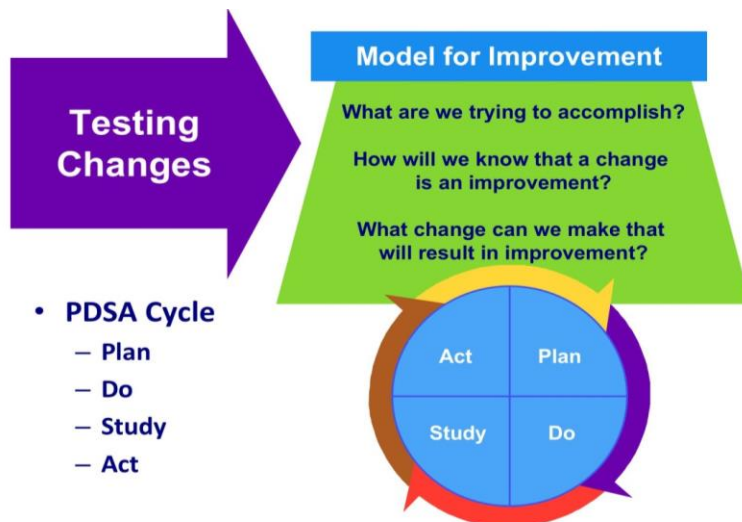 Testing
Changes
• PDSA Cycle
– Plan
– Do
– Study
– Act
Model for Improvement
What are we trying to accomplish?
How will we know that a change
is an improvement?
What change can we make that
will result in improvement?
Act Plan
Study Do